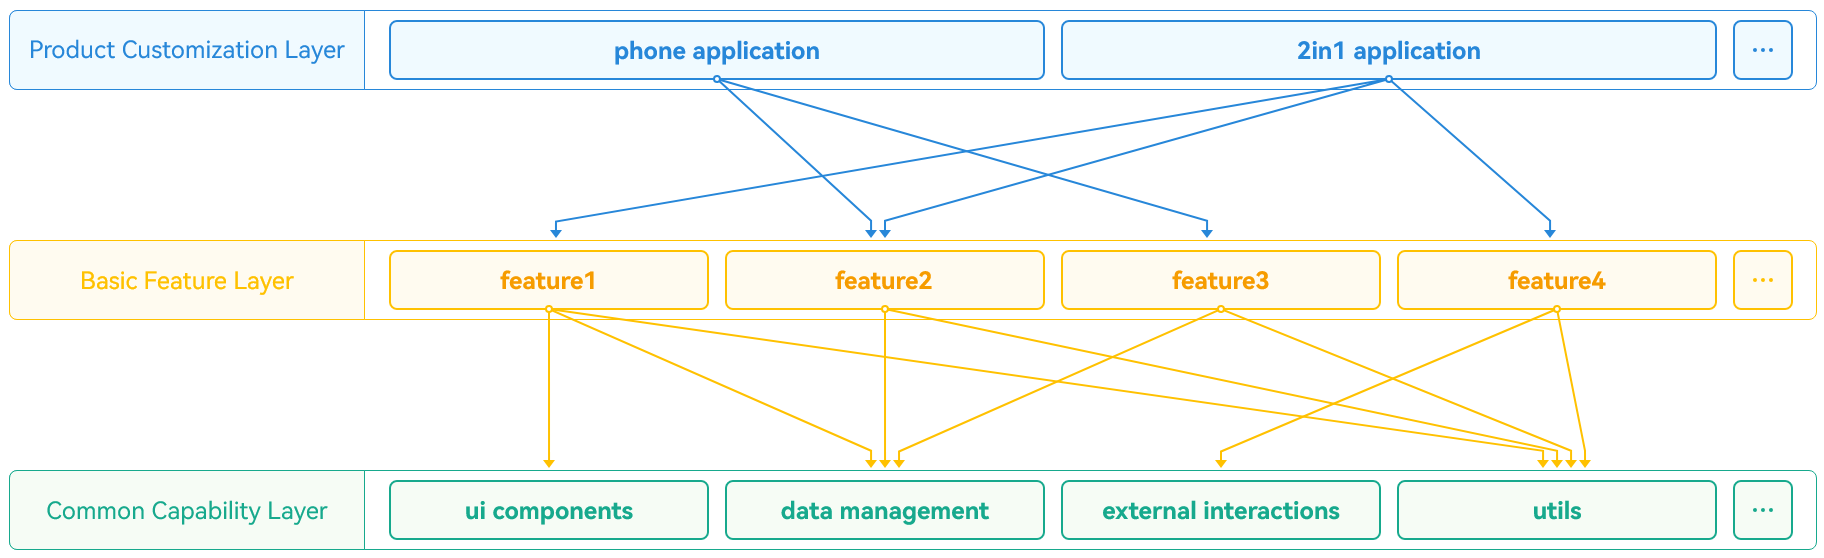 Product Customization Layer
phone application
2in1 application
...
Basic Feature Layer
feature1
feature2
feature3
feature4
...
Common Capability Layer
ui components
data management
external interactions
utils
...